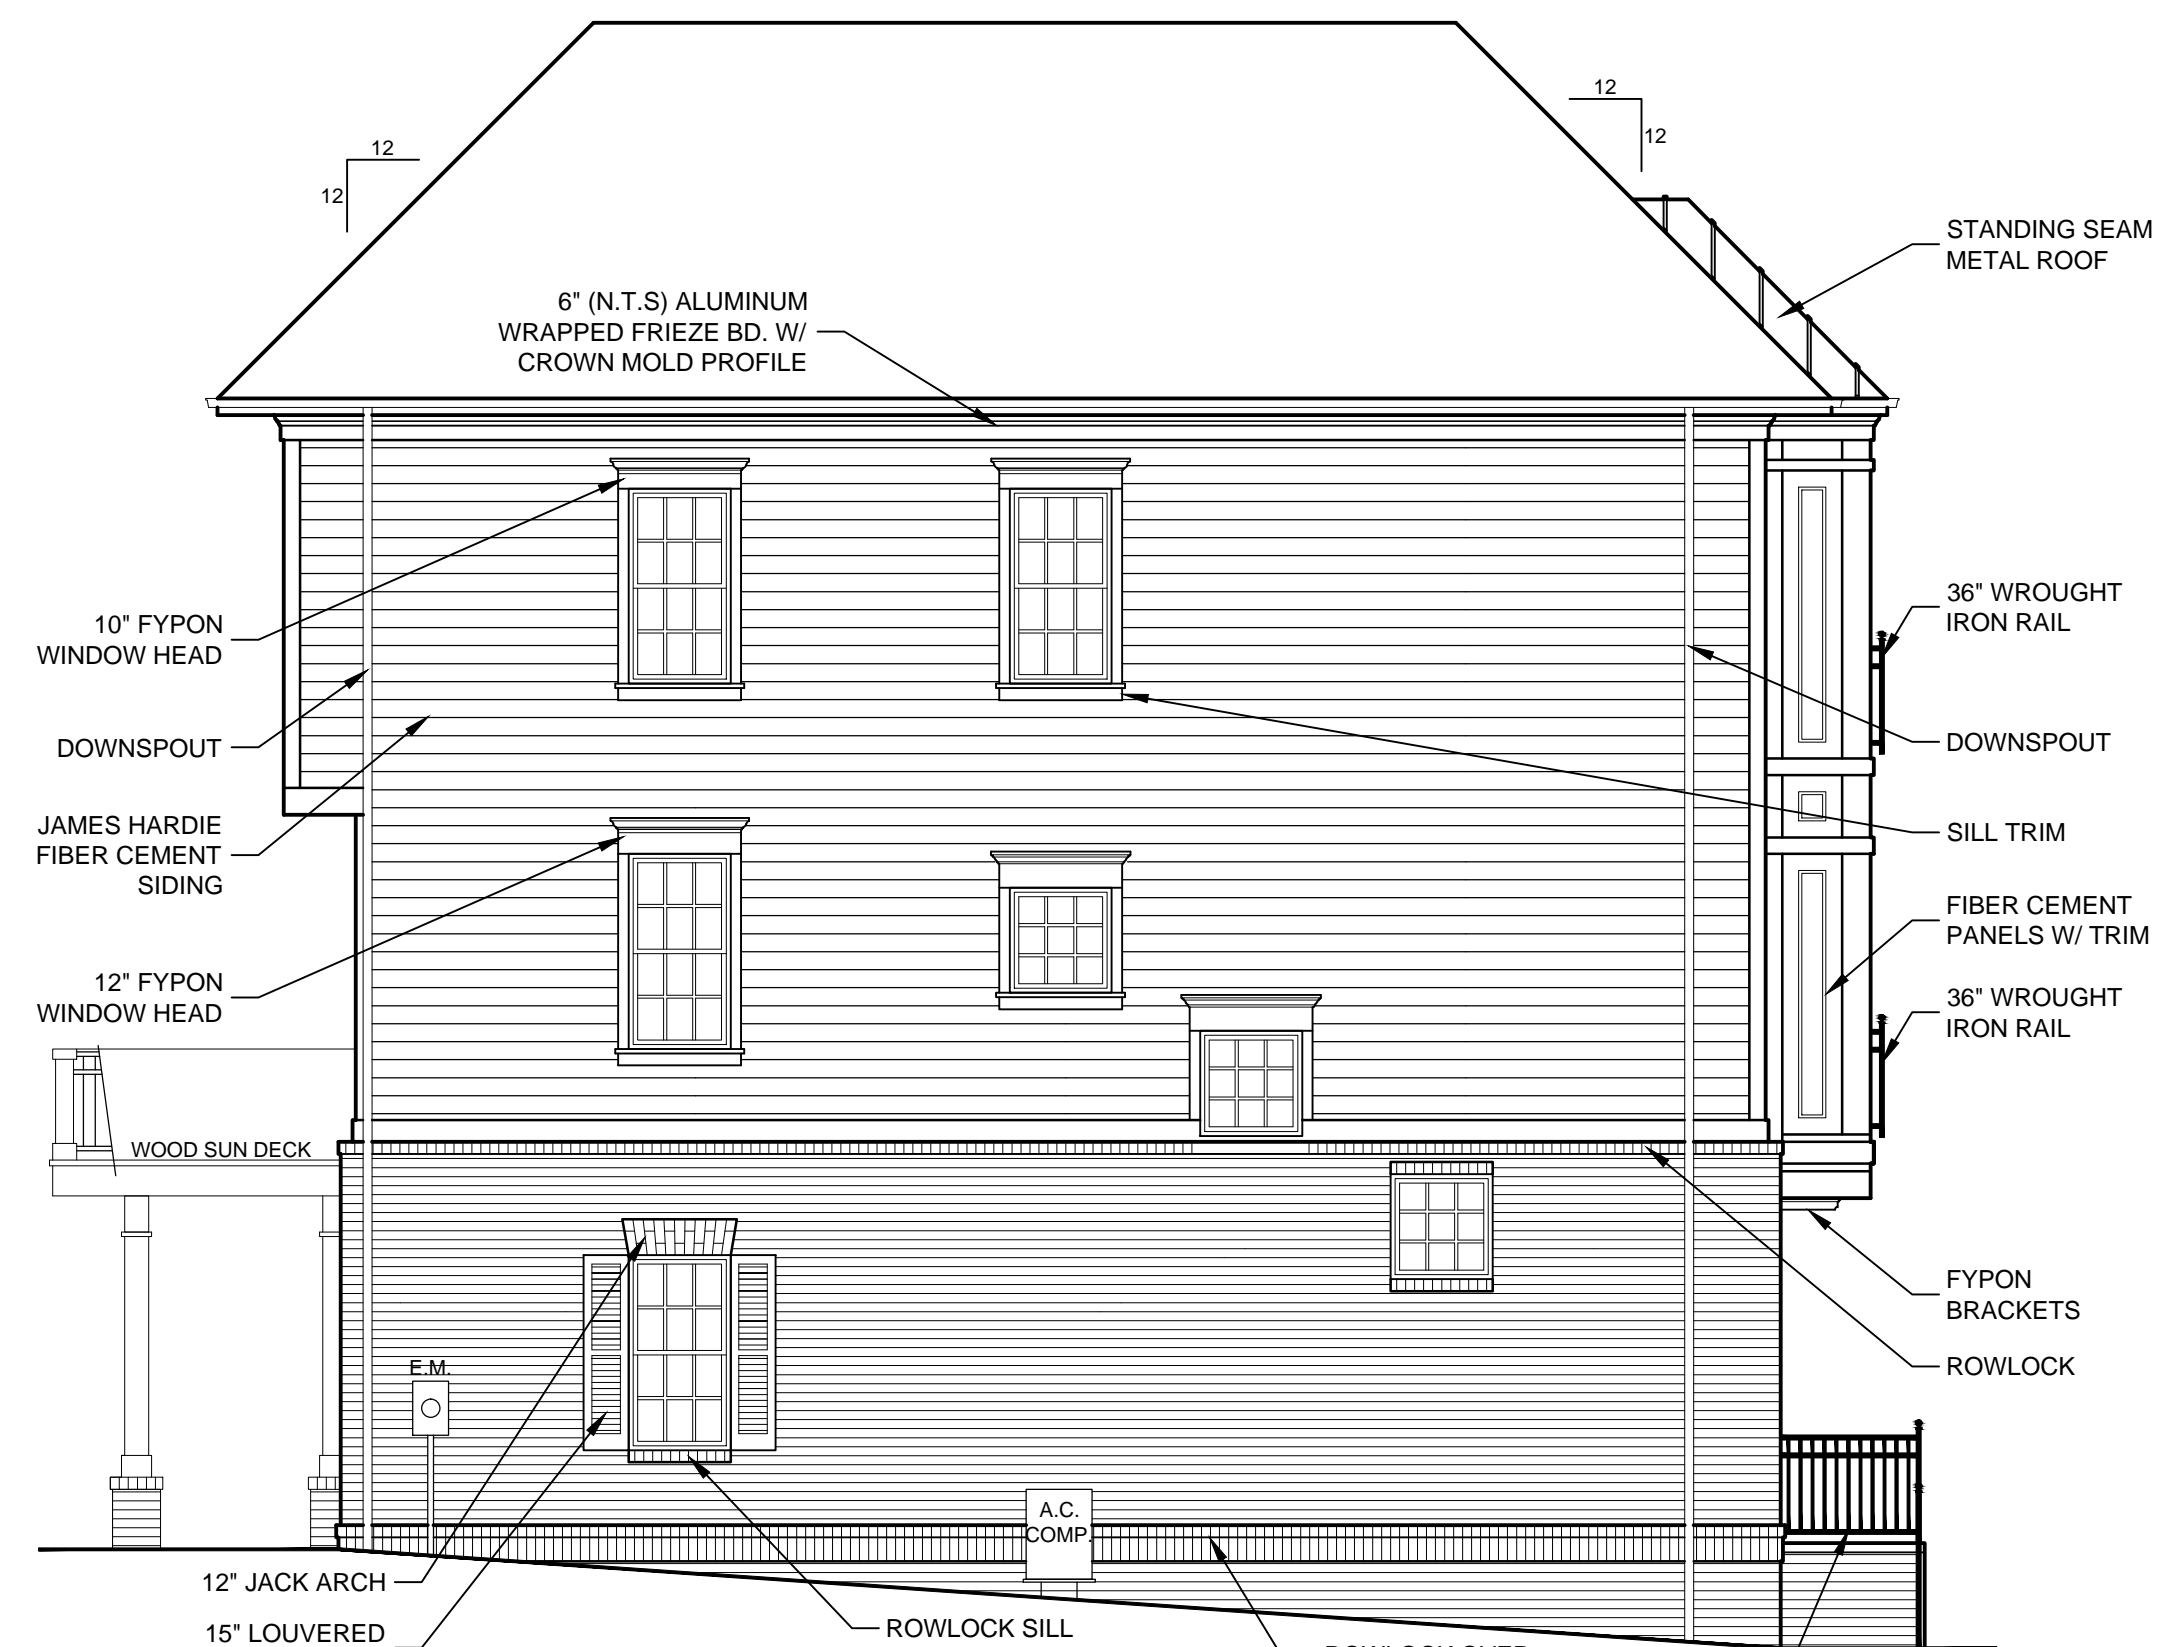 12
12
12
12
STANDING SEAM
METAL ROOF
6" (N.T.S) ALUMINUM
WRAPPED FRIEZE BD. W/
CROWN MOLD PROFILE
10" FYPON
WINDOW HEAD
36" WROUGHT
IRON RAIL
DOWNSPOUT
DOWNSPOUT
JAMES HARDIE
FIBER CEMENT
SIDING
SILL TRIM
FIBER CEMENT
PANELS W/ TRIM
12" FYPON
WINDOW HEAD
36" WROUGHT
IRON RAIL
WOOD SUN DECK
FYPON
BRACKETS
ROWLOCK
E.M.
A.C.
COMP.
12" JACK ARCH
15" LOUVERED
ROWLOCK SILL
ROWLOCK OVER